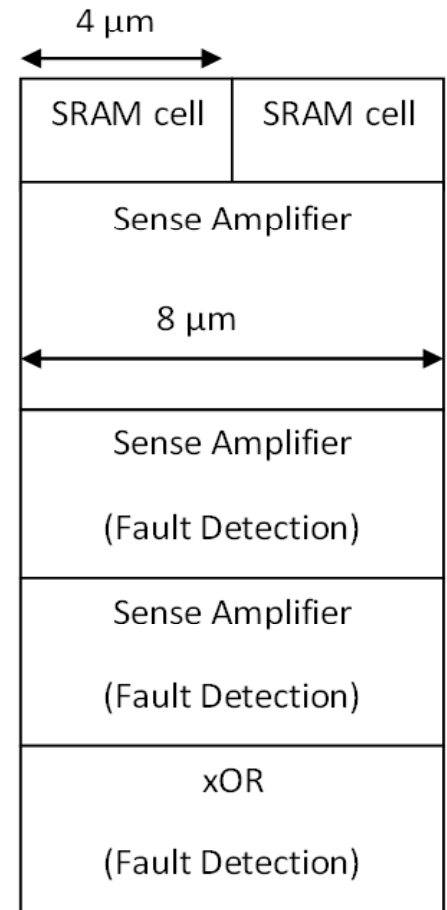 4 μm
SRAM cell SRAM cell
Sense Amplifier
8 μm
Sense Amplifier
(Fault Detection)
Sense Amplifier
(Fault Detection)
xOR
(Fault Detection)